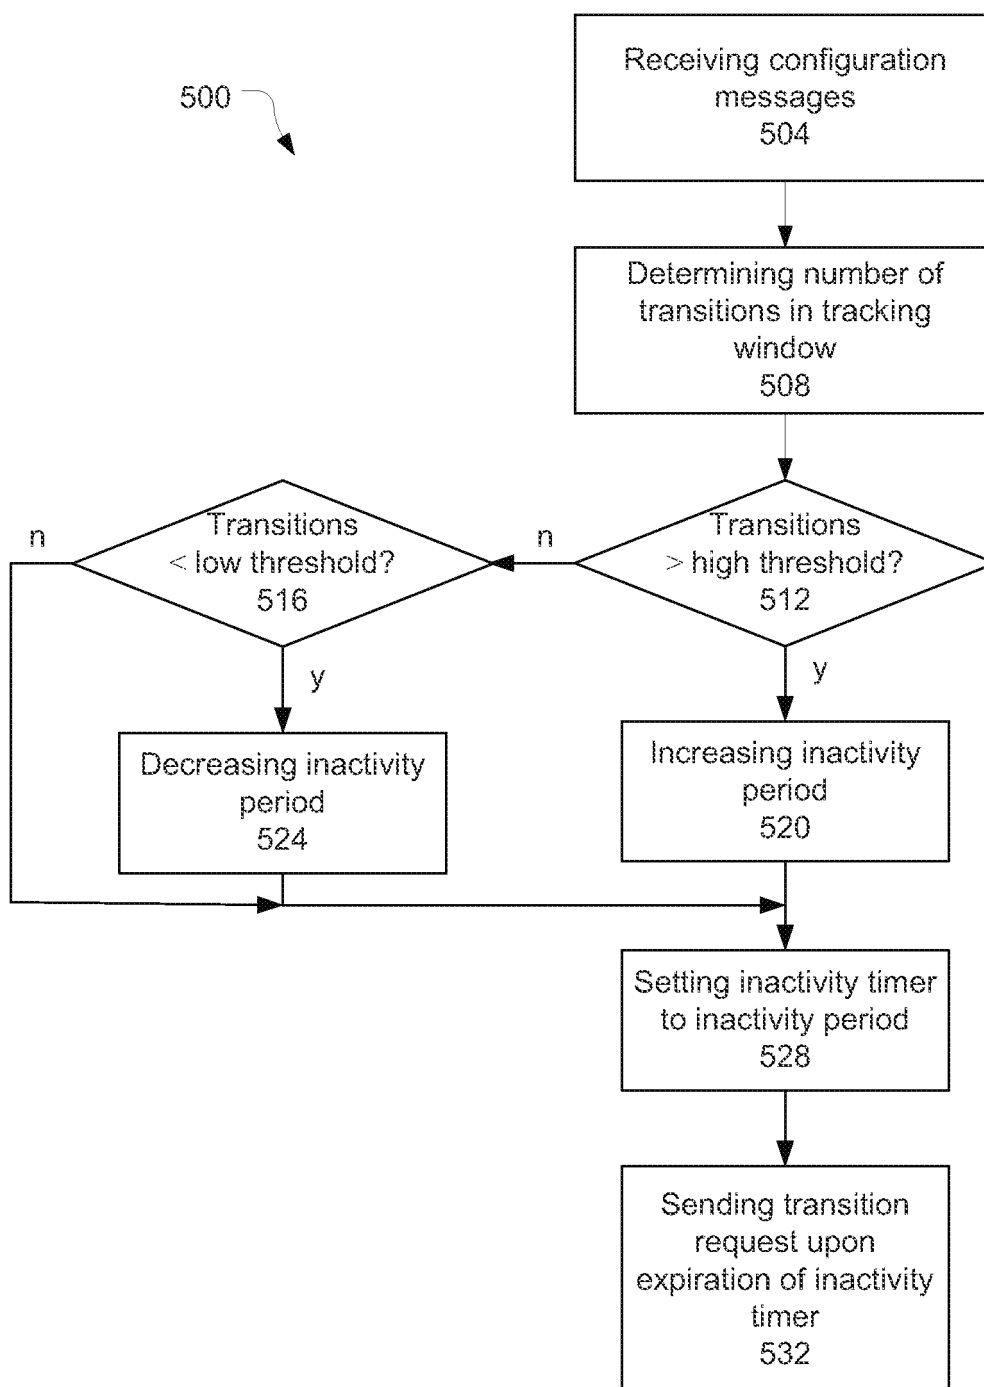 500
Receiving configuration
messages
504
Determining number of
transitions in tracking
window
508
Transitions
> high threshold?
512
n
y
Transitions
< low threshold?
516
n
y
Decreasing inactivity
period
524
Increasing inactivity
period
520
Setting inactivity timer
to inactivity period
528
Sending transition
request upon
expiration of inactivity
timer
532